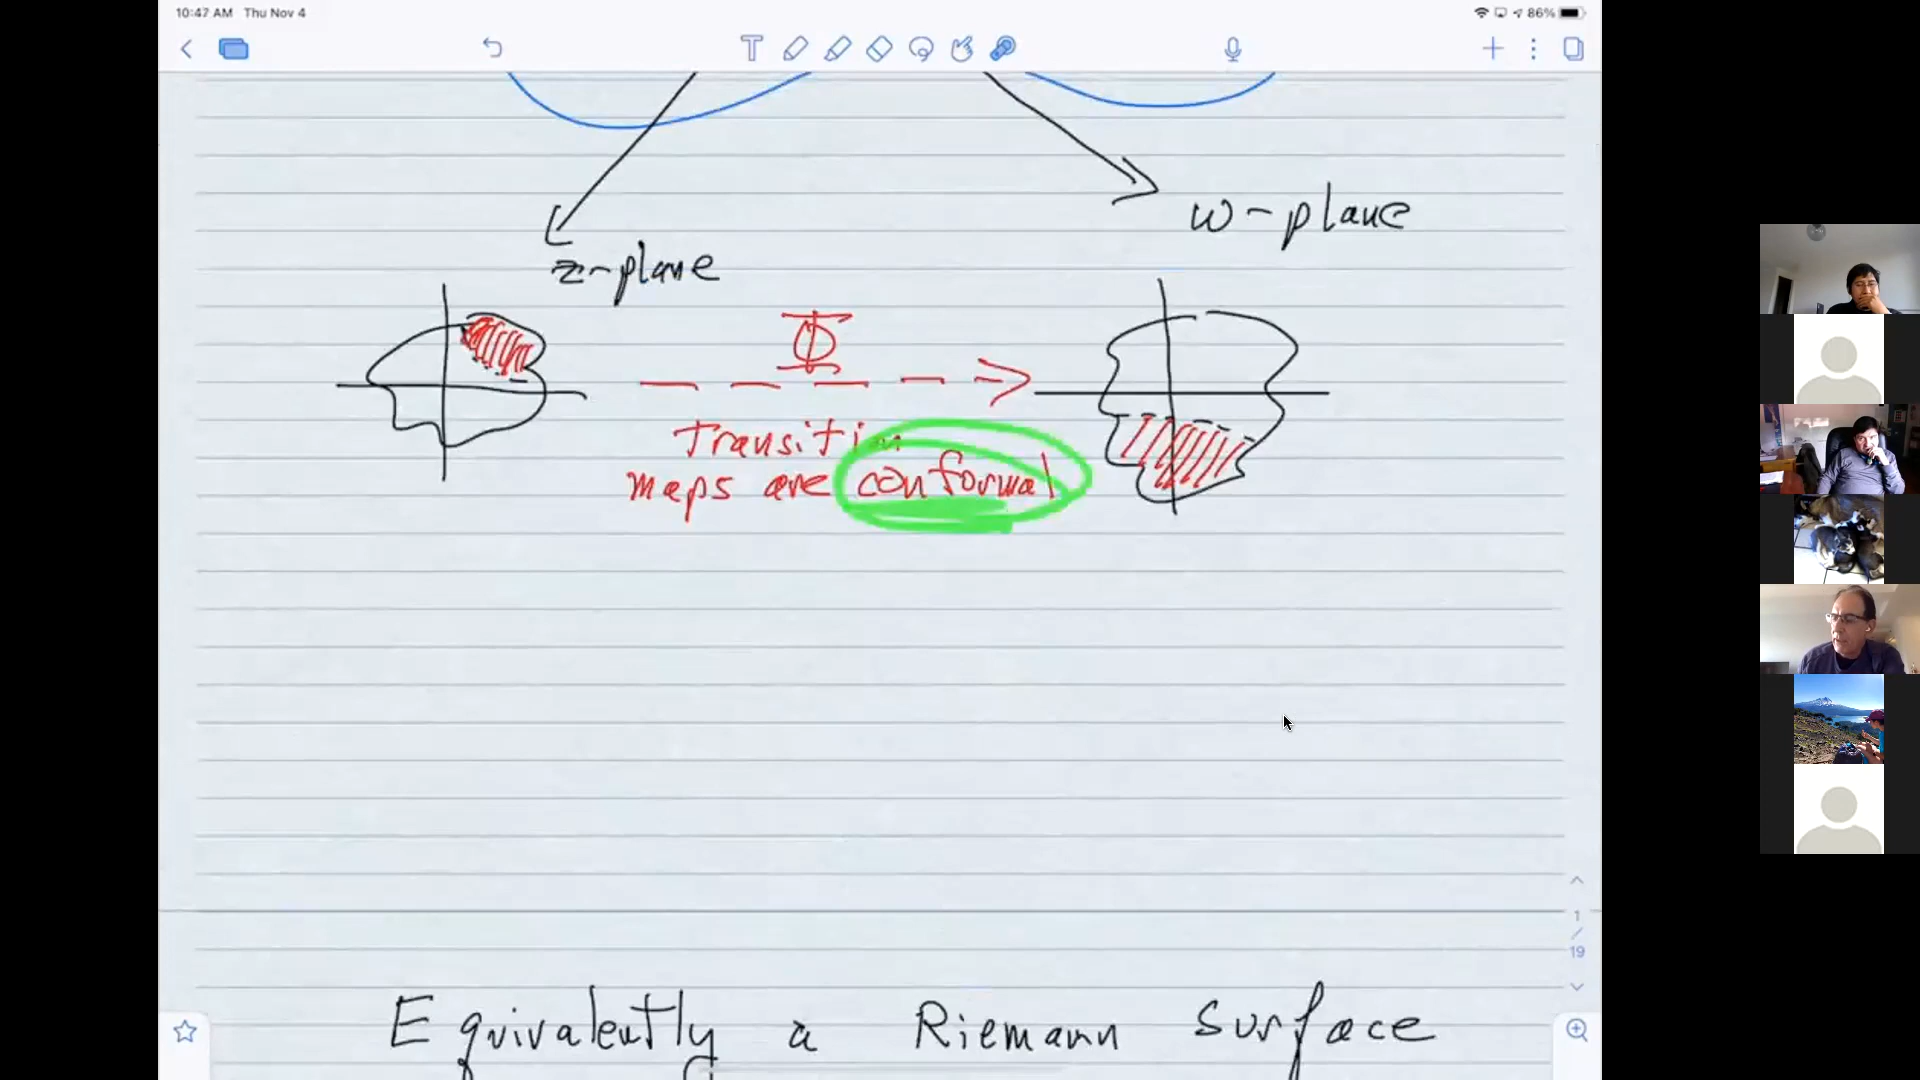 10:47 AM Thu Nov 4
86%
T
w-plane
z-plane
Φ
Transition
maps are conformal
1
/
19
Equivalently a Riemann surface